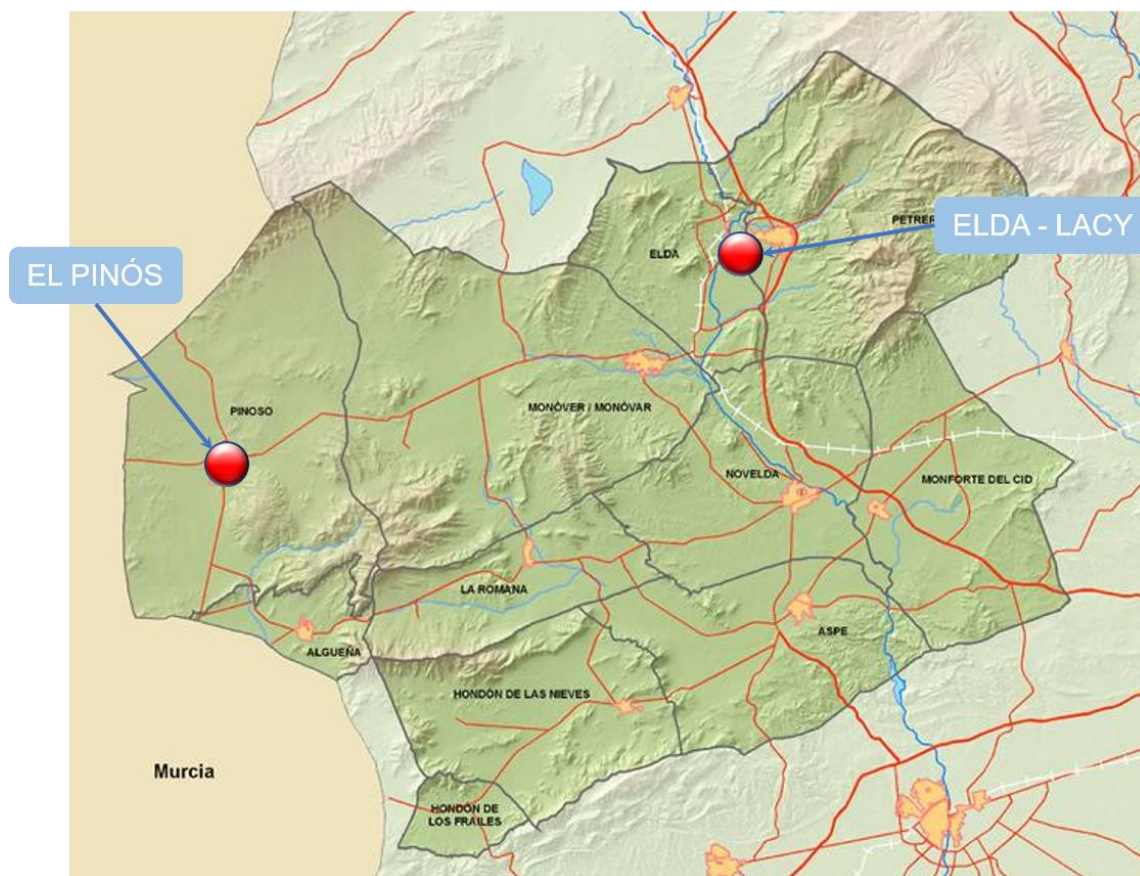 PETRER
ELDA - LACY
ELDA
EL PINÓS
PINOSO
MONÓVER / MONÓVAR
NOVELDA
MONFORTE DEL CID
LA ROMANA
ASPE
ALGUEÑA
HONDÓN DE LAS NIEVES
Murcia
HONDÓN DE
LOS FRAILES